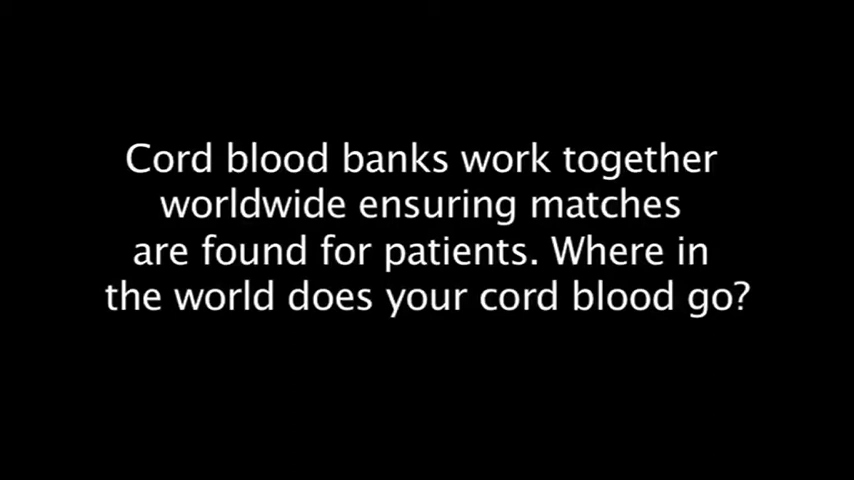 Cord blood banks work together
worldwide ensuring matches
are found for patients. Where in
the world does your cord blood go?